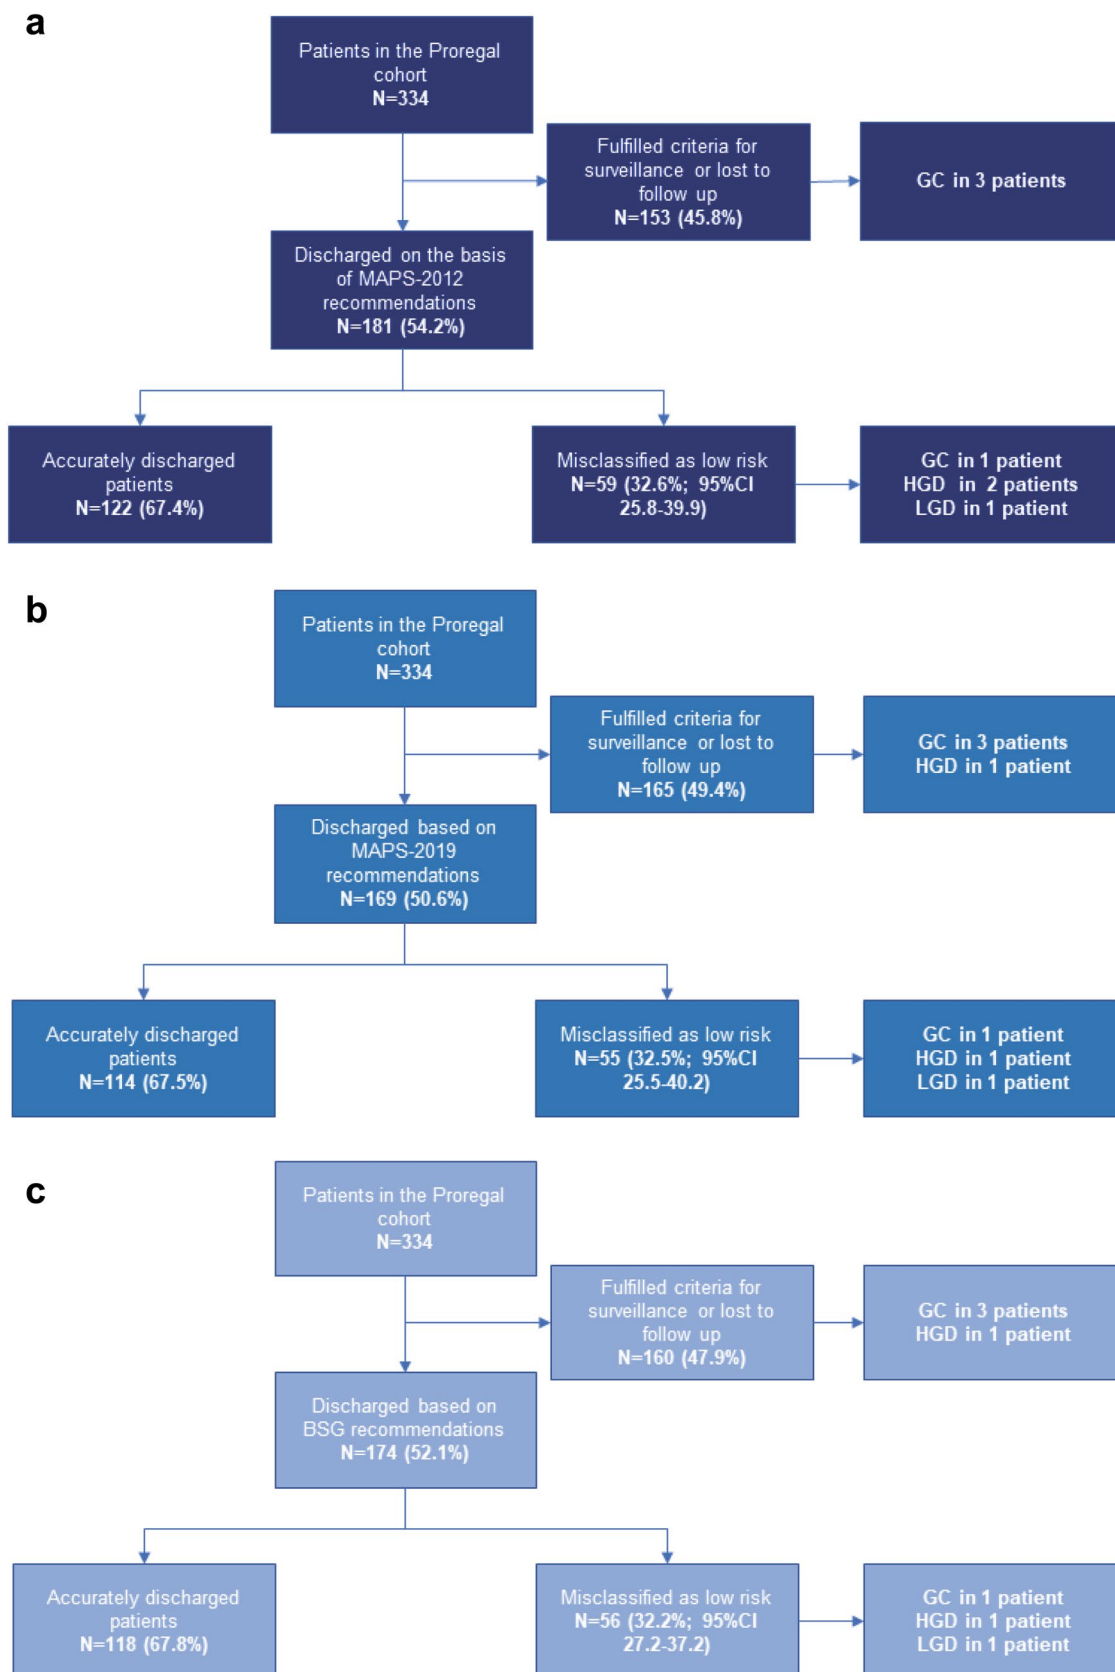 a
Patients in the Proregal
cohort
N=334
Fulfilled criteria for
surveillance or lost to
follow up
N=153 (45.8%)
GC in 3 patients
Discharged on the basis
of MAPS-2012
recommendations
N=181 (54.2%)
Accurately discharged
patients
N=122 (67.4%)
Misclassified as low risk
N=59 (32.6%; 95%CI
25.8-39.9)
GC in 1 patient
HGD in 2 patients
LGD in 1 patient
b
Patients in the Proregal
cohort
N=334
Fulfilled criteria for
surveillance or lost to
follow up
N=165 (49.4%)
GC in 3 patients
HGD in 1 patient
Discharged based on
MAPS-2019
recommendations
N=169 (50.6%)
Accurately discharged
patients
N=114 (67.5%)
Misclassified as low risk
N=55 (32.5%; 95%CI
25.5-40.2)
GC in 1 patient
HGD in 1 patient
LGD in 1 patient
c
Patients in the Proregal
cohort
N=334
Fulfilled criteria for
surveillance or lost to
follow up
N=160 (47.9%)
GC in 3 patients
HGD in 1 patient
Discharged based on
BSG recommendations
N=174 (52.1%)
Accurately discharged
patients
N=118 (67.8%)
Misclassified as low risk
N=56 (32.2%; 95%CI
27.2-37.2)
GC in 1 patient
HGD in 1 patient
LGD in 1 patient